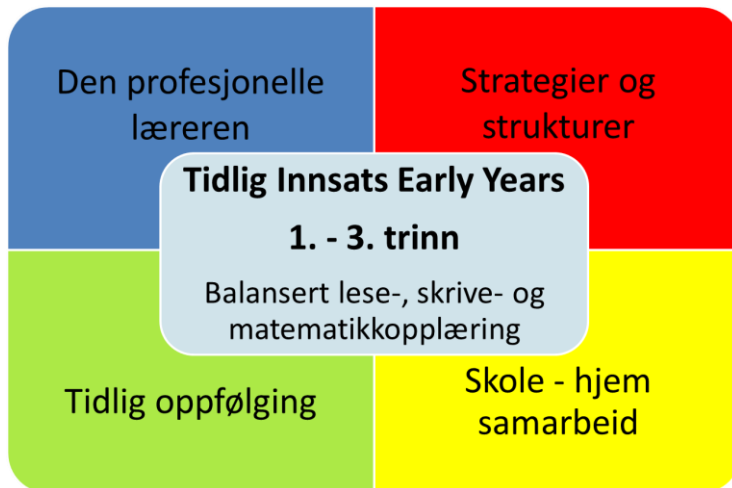 Den profesjonelle
læreren
Strategier og
strukturer
Tidlig Innsats Early Years
1. - 3. trinn
Balansert lese-, skrive- og
matematikkopplæring
Tidlig oppfølging
Skole - hjem
samarbeid